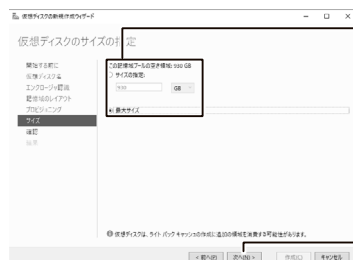 仮想ディスクの新規作成ウィザード
仮想ディスクのサイズの指定
開始する前に
仮想ディスク名
エンクロージャ認識
記憶域のレイアウト
プロビジョニング
サイズ
確認
結果
この記憶域プールの空き領域: 930 GB
サイズの指定:
930 GB
最大サイズ
仮想ディスクは、ライト バック キャッシュの作成に追加の領域を消費する可能性があります。
< 前へ(P) 次へ(N) > 作成(C) キャンセル